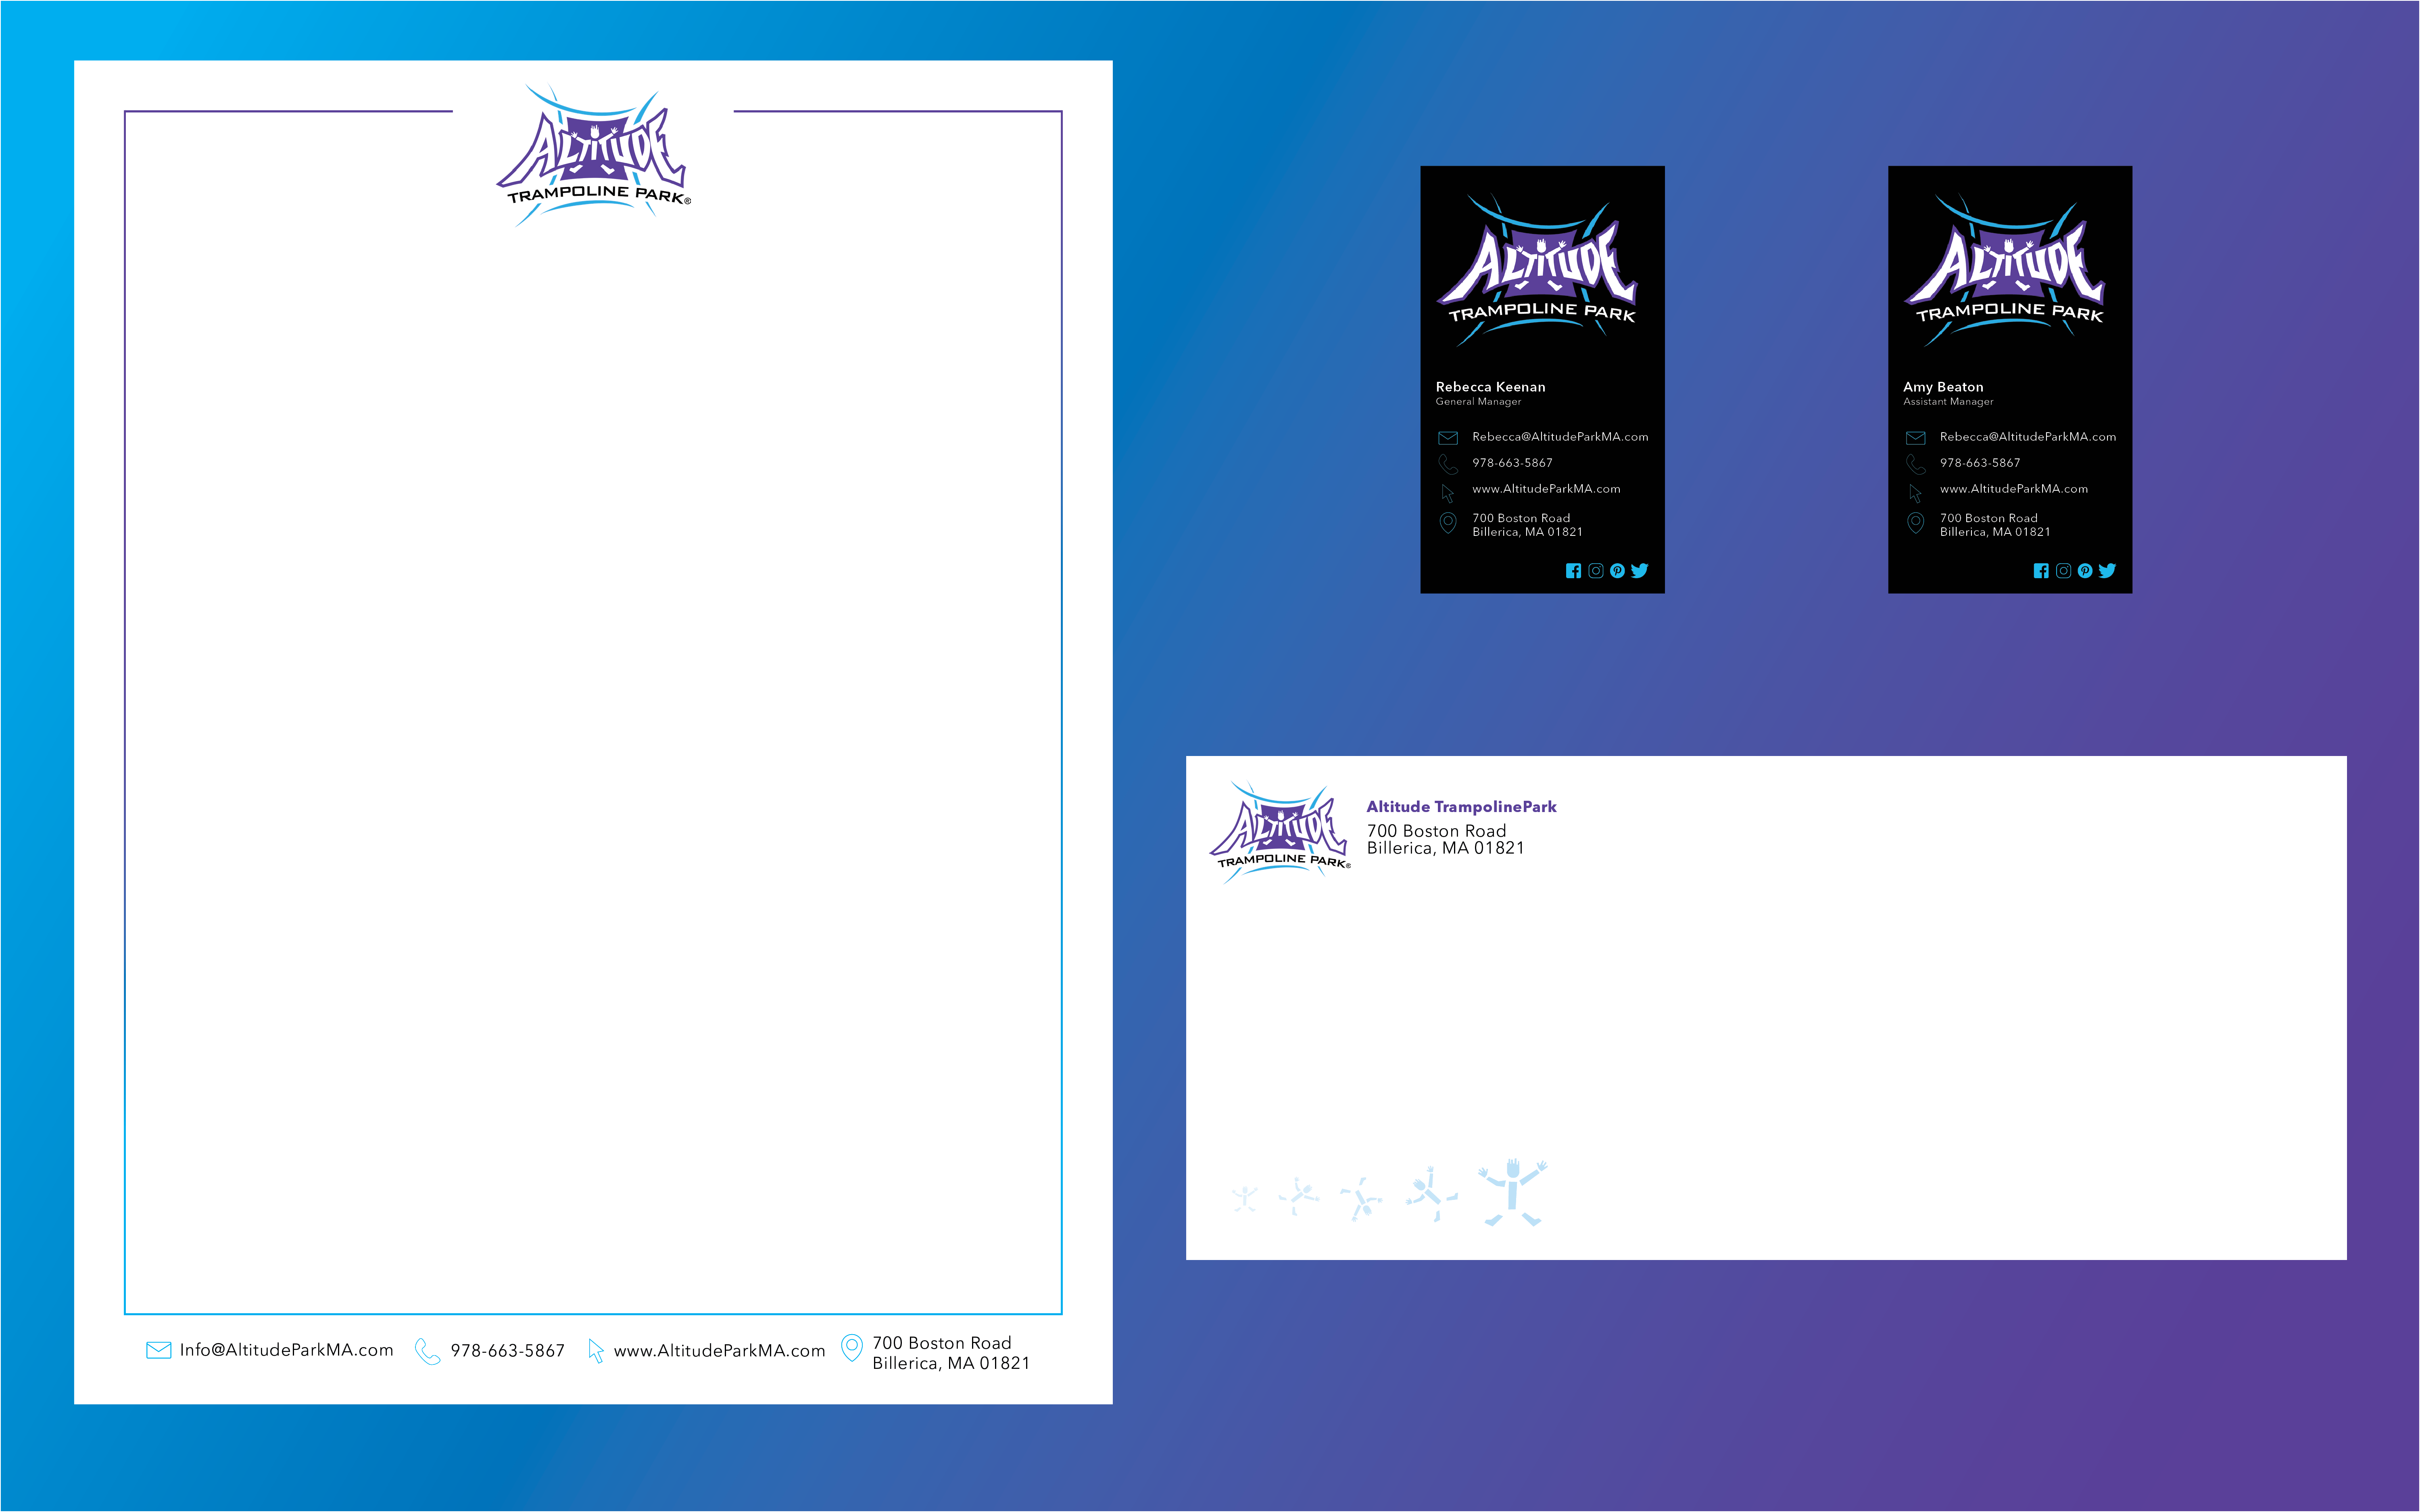 ALTITUDE
TRAMPOLINE PARK®
Info@AltitudeParkMA.com
978-663-5867
www.AltitudeParkMA.com
700 Boston Road
Billerica, MA 01821
ALTITUDE
TRAMPOLINE PARK
Rebecca Keenan
General Manager
Rebecca@AltitudeParkMA.com
978-663-5867
www.AltitudeParkMA.com
700 Boston Road
Billerica, MA 01821
ALTITUDE
TRAMPOLINE PARK
Amy Beaton
Assistant Manager
Rebecca@AltitudeParkMA.com
978-663-5867
www.AltitudeParkMA.com
700 Boston Road
Billerica, MA 01821
ALTITUDE
TRAMPOLINE PARK®
Altitude TrampolinePark
700 Boston Road
Billerica, MA 01821